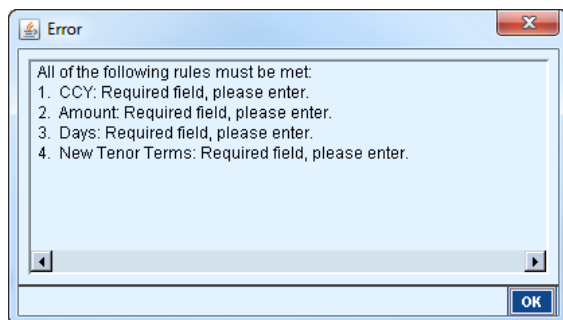 Error
All of the following rules must be met:
1. CCY: Required field, please enter.
2. Amount: Required field, please enter.
3. Days: Required field, please enter.
4. New Tenor Terms: Required field, please enter.
OK